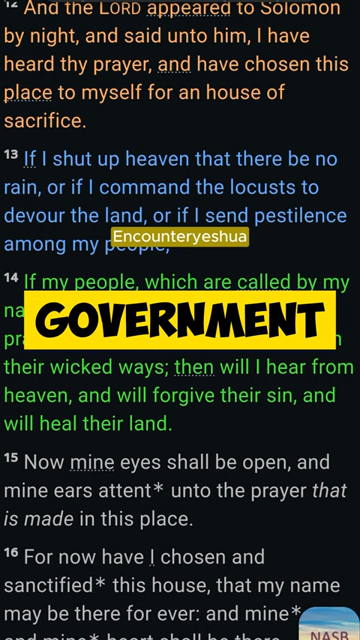 12 And the LORD appeared to Solomon
by night, and said unto him, I have
heard thy prayer, and have chosen this
place to myself for an house of
sacrifice.
13 If I shut up heaven that there be no
rain, or if I command the locusts to
devour the land, or if I send pestilence
among my people,
Encounteryeshua
14 If my people, which are called by my
GOVERNMENT
their wicked ways; then will I hear from
heaven, and will forgive their sin, and
will heal their land.
15 Now mine eyes shall be open, and
mine ears attent* unto the prayer that
is made in this place.
16 For now have I chosen and
sanctified* this house, that my name
may be there for ever: and mine*
NASB